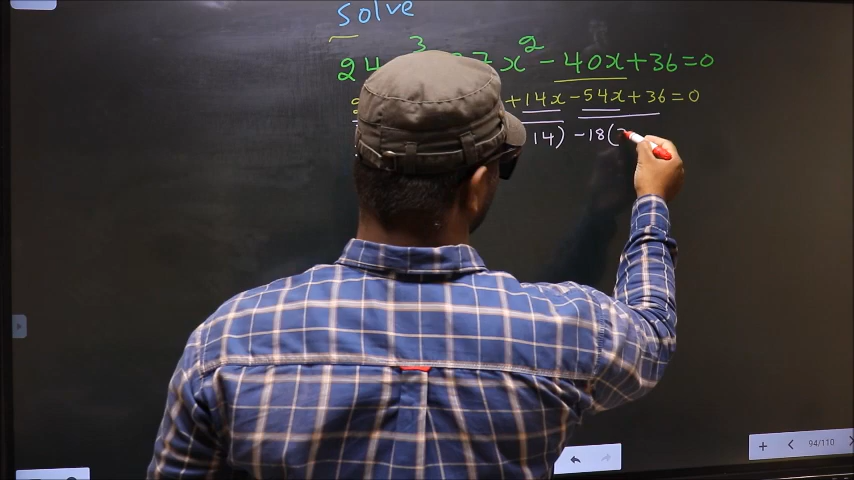 Solve
24 3 7x² - 40x + 36 = 0
+ 14x - 54x + 36 = 0
14) - 18(
94/110